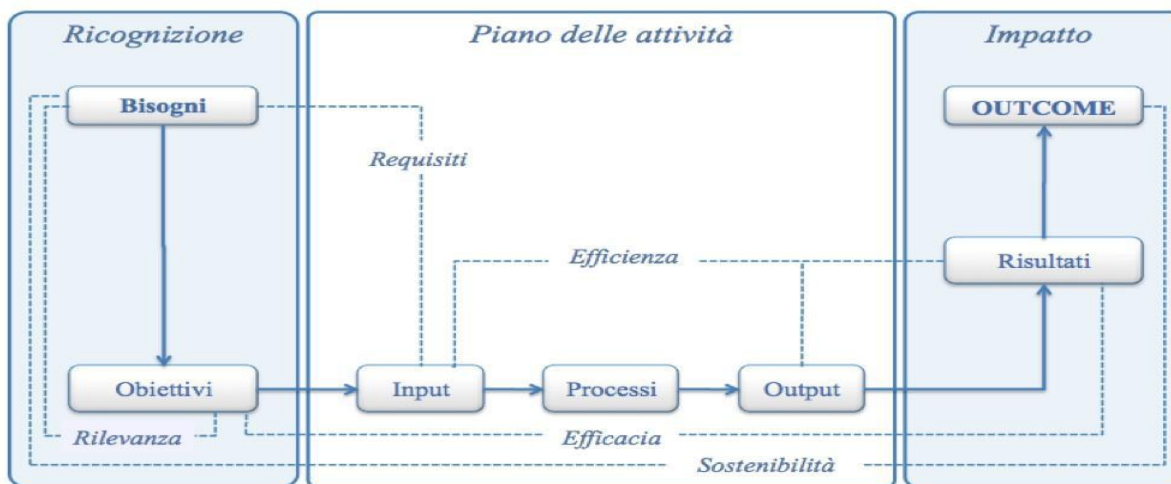 Ricognizione
Piano delle attività
Impatto
Bisogni
OUTCOME
Requisiti
Efficienza
Risultati
Obiettivi
Input
Processi
Output
Rilevanza
Efficacia
Sostenibilità